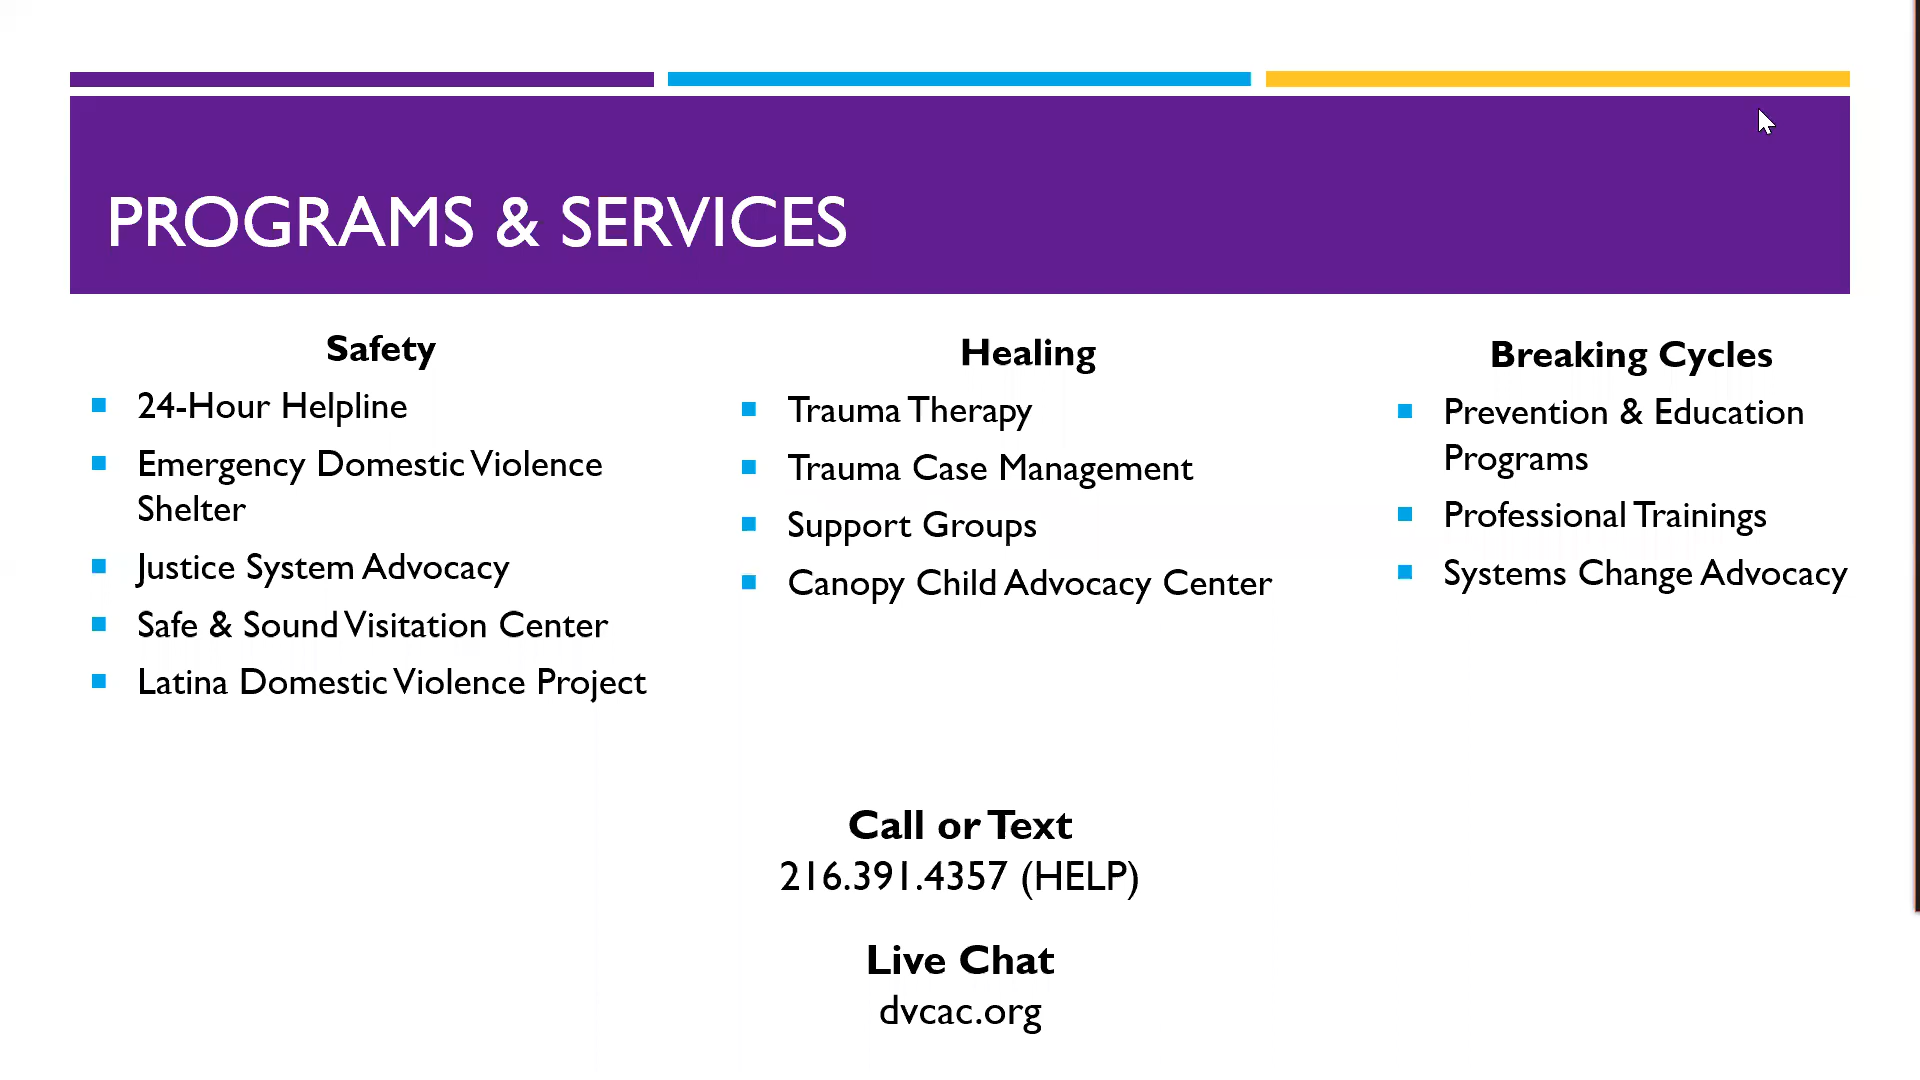 PROGRAMS & SERVICES
Safety
24-Hour Helpline
Emergency Domestic Violence
Shelter
Justice System Advocacy
Safe & Sound Visitation Center
Latina Domestic Violence Project
Healing
Trauma Therapy
Trauma Case Management
Support Groups
Canopy Child Advocacy Center
Breaking Cycles
Prevention & Education
Programs
Professional Trainings
Systems Change Advocacy
Call or Text
216.391.4357 (HELP)
Live Chat
dvcac.org